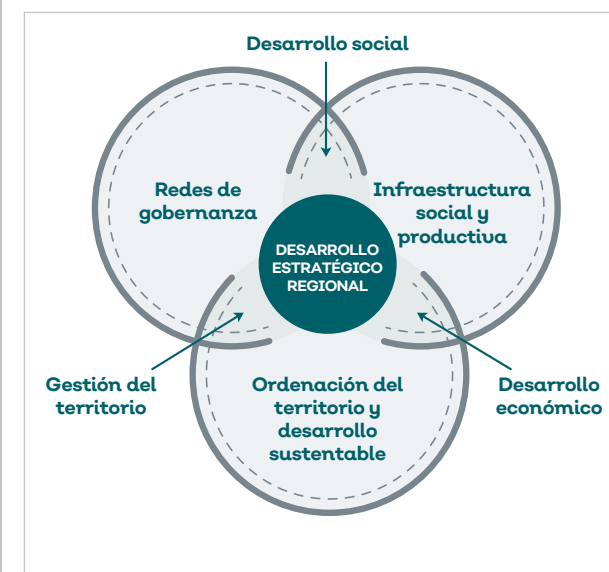 Desarrollo social
Redes de
gobernanza
Infraestructura
social y
productiva
DESARROLLO
ESTRATÉGICO
REGIONAL
Gestión del
territorio
Ordenación del
territorio y
desarrollo
sustentable
Desarrollo
económico